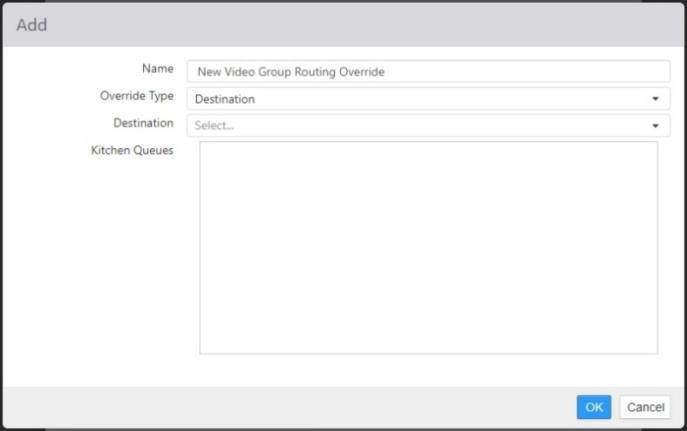 Add
Name New Video Group Routing Override
Override Type Destination
Destination Select...
Kitchen Queues
OK Cancel